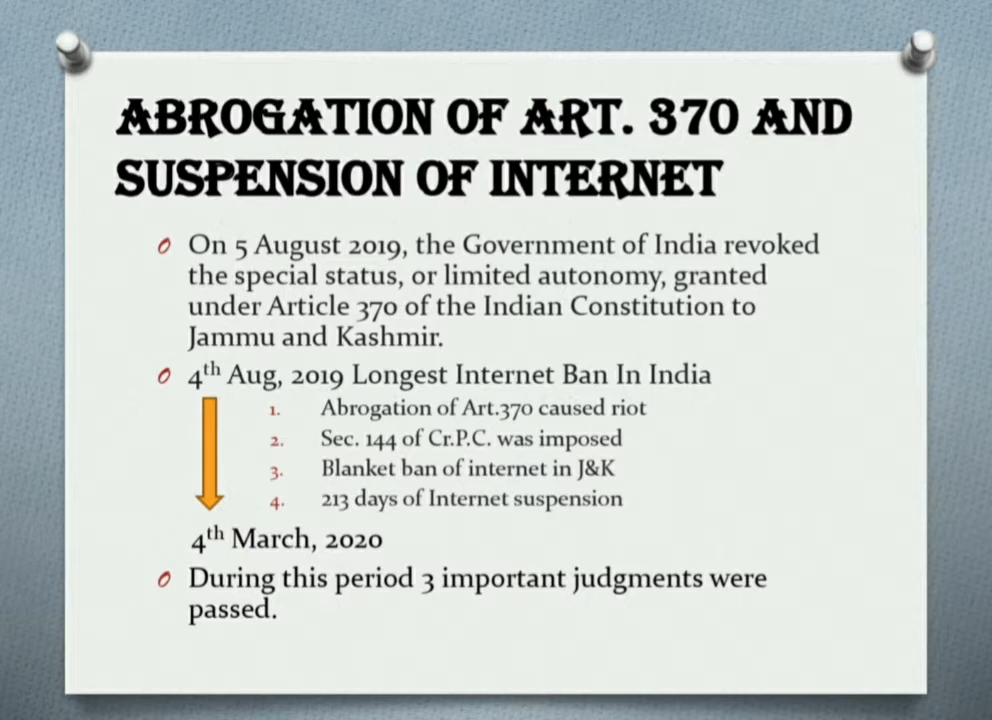 ABROGATION OF ART. 370 AND
SUSPENSION OF INTERNET
On 5 August 2019, the Government of India revoked
the special status, or limited autonomy, granted
under Article 370 of the Indian Constitution to
Jammu and Kashmir.
4th Aug, 2019 Longest Internet Ban In India
1. Abrogation of Art.370 caused riot
2. Sec. 144 of Cr.P.C. was imposed
3. Blanket ban of internet in J&K
4. 213 days of Internet suspension
4th March, 2020
During this period 3 important judgments were
passed.